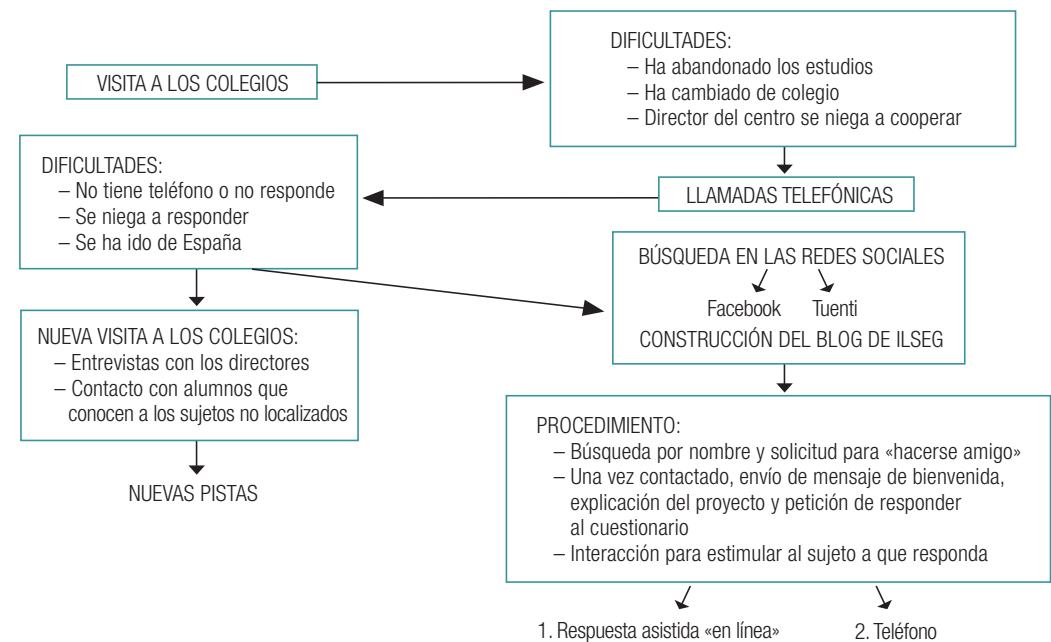 VISITA A LOS COLEGIOS
DIFICULTADES:
– Ha abandonado los estudios
– Ha cambiado de colegio
– Director del centro se niega a cooperar
LLAMADAS TELEFÓNICAS
DIFICULTADES:
– No tiene teléfono o no responde
– Se niega a responder
– Se ha ido de España
NUEVA VISITA A LOS COLEGIOS:
– Entrevistas con los directores
– Contacto con alumnos que
conocen a los sujetos no localizados
NUEVAS PISTAS
BÚSQUEDA EN LAS REDES SOCIALES
Facebook Tuenti
CONSTRUCCIÓN DEL BLOG DE ILSEG
PROCEDIMIENTO:
– Búsqueda por nombre y solicitud para «hacerse amigo»
– Una vez contactado, envío de mensaje de bienvenida,
explicación del proyecto y petición de responder
al cuestionario
– Interacción para estimular al sujeto a que responda
1. Respuesta asistida «en línea»
2. Teléfono